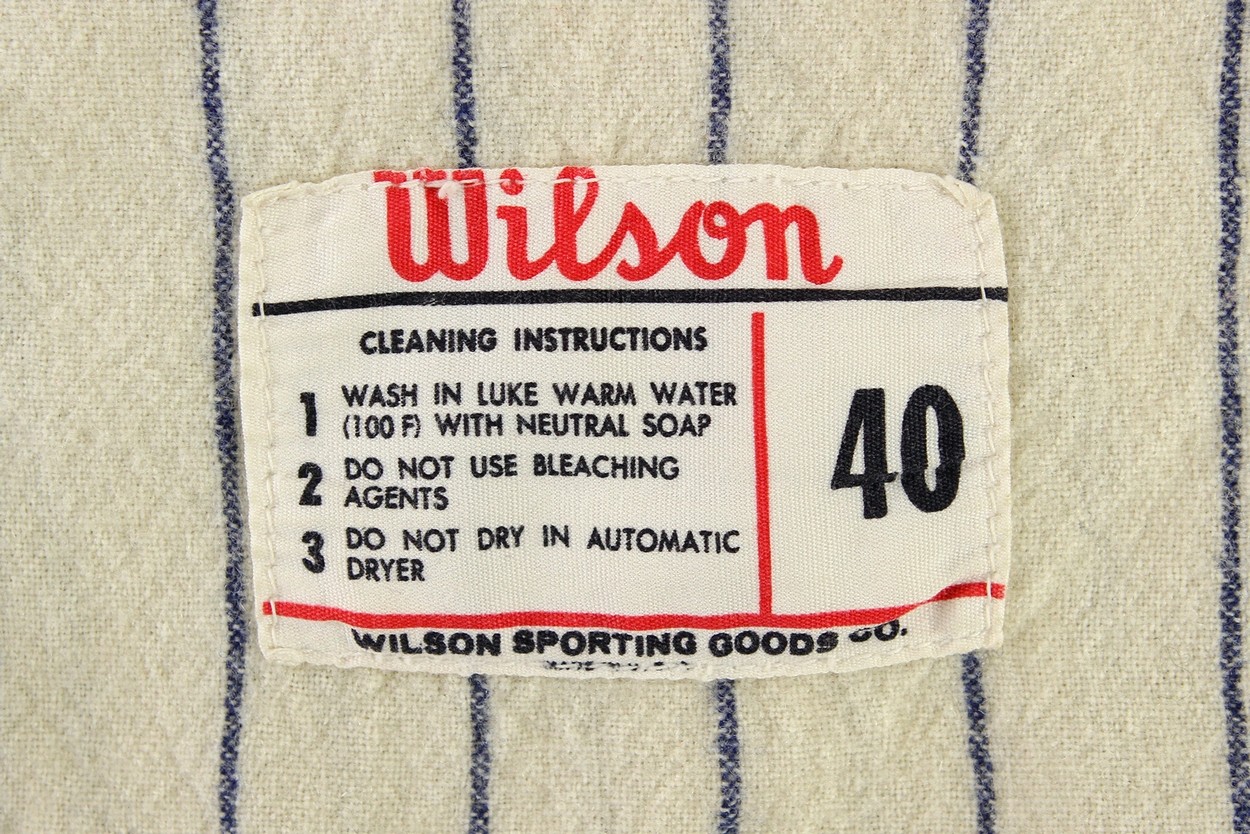 Wilson
CLEANING INSTRUCTIONS
1 WASH IN LUKE WARM WATER
(100 F) WITH NEUTRAL SOAP
2 DO NOT USE BLEACHING
AGENTS
3 DO NOT DRY IN AUTOMATIC
DRYER
40
WILSON SPORTING GOODS CO.